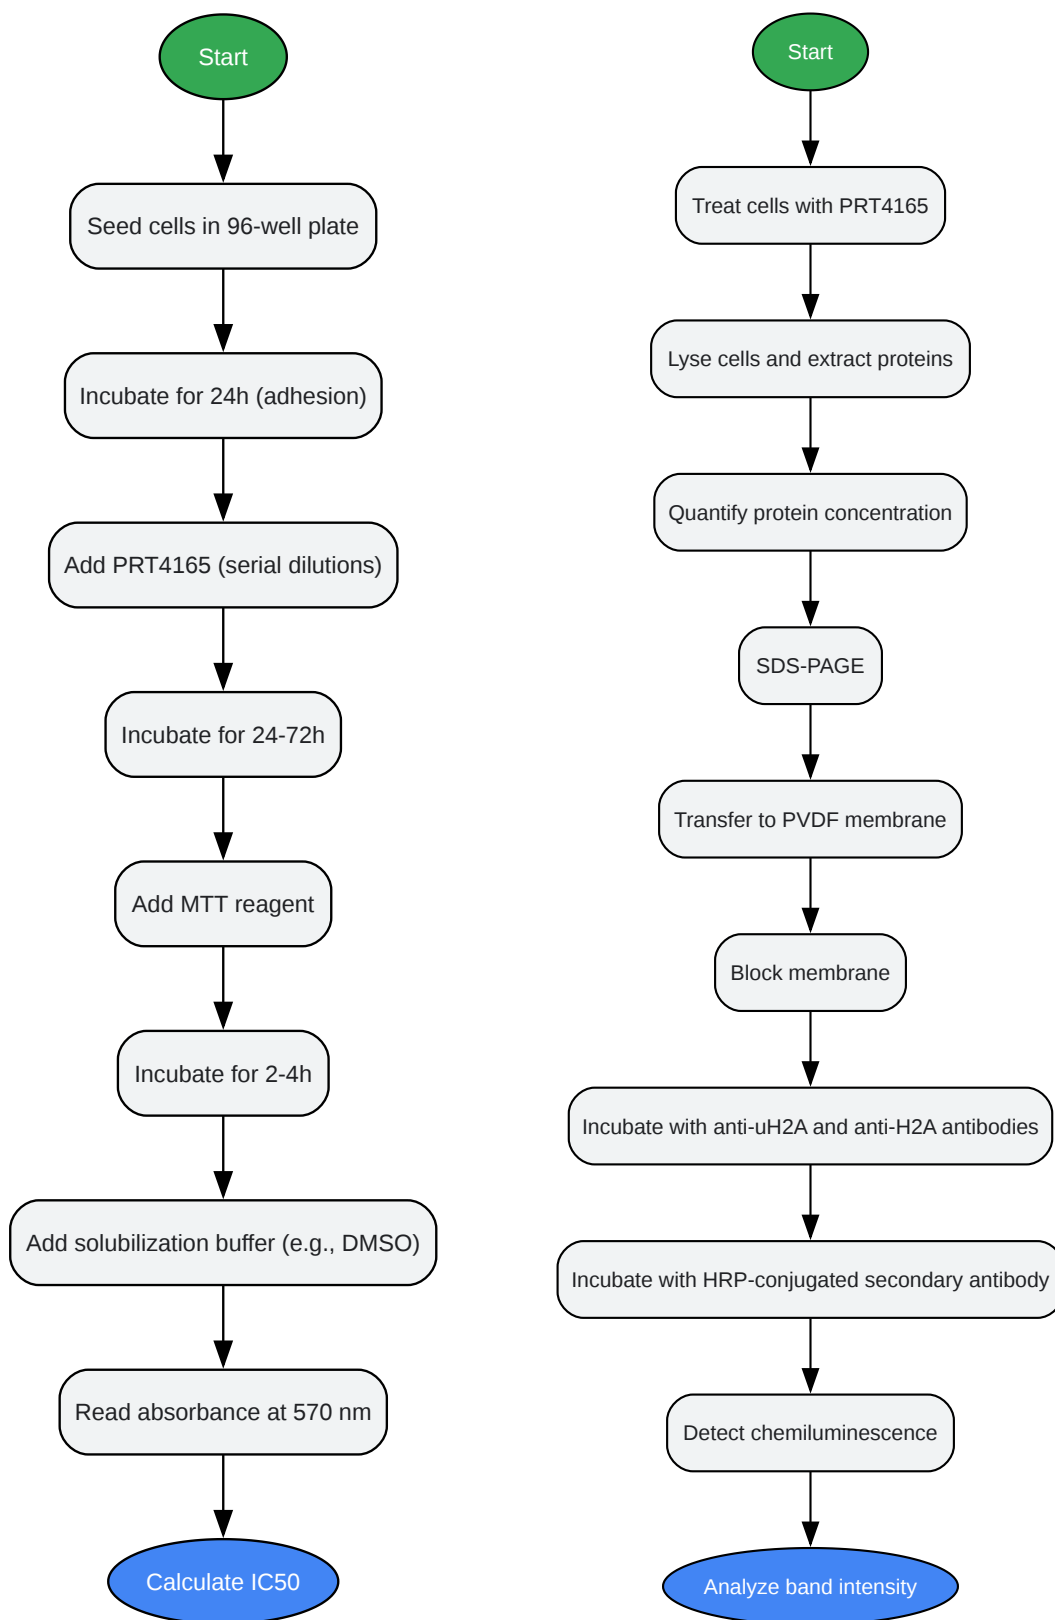 Start
Seed cells in 96-well plate
Incubate for 24h (adhesion)
Add PRT4165 (serial dilutions)
Incubate for 24-72h
Add MTT reagent
Incubate for 2-4h
Add solubilization buffer (e.g., DMSO)
Read absorbance at 570 nm
Calculate IC50
Start
Treat cells with PRT4165
Lyse cells and extract proteins
Quantify protein concentration
SDS-PAGE
Transfer to PVDF membrane
Block membrane
Incubate with anti-uH2A and anti-H2A antibodies
Incubate with HRP-conjugated secondary antibody
Detect chemiluminescence
Analyze band intensity